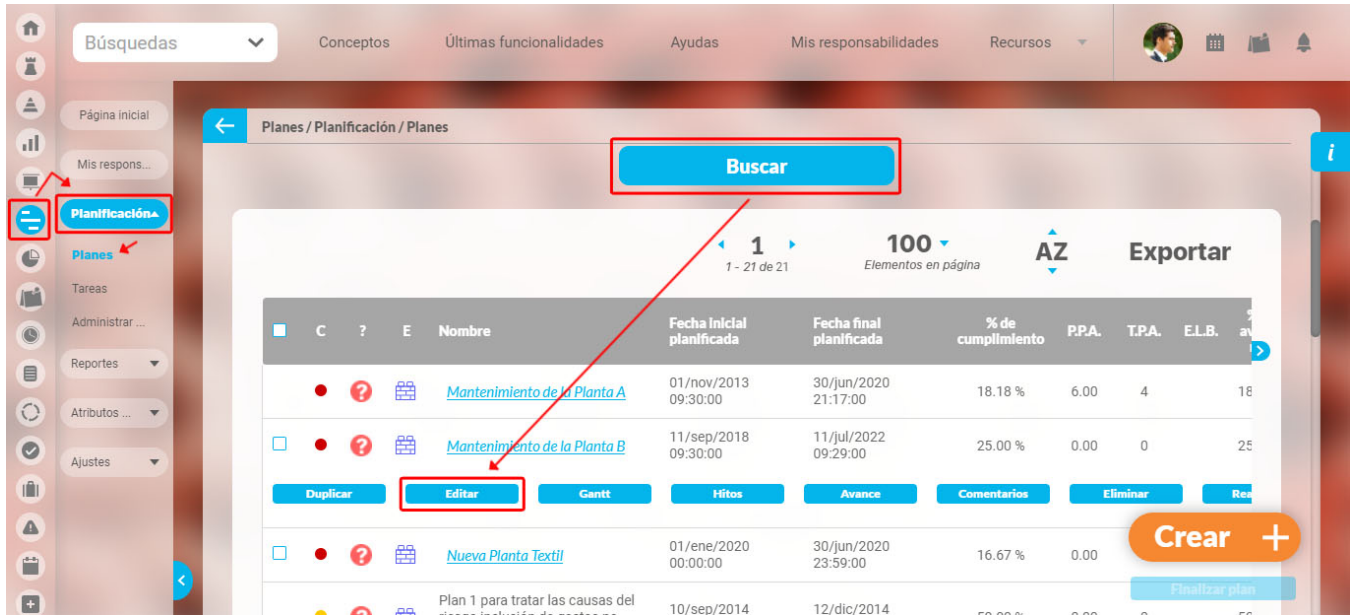 Búsquedas
Conceptos
Últimas funcionalidades
Ayudas
Mis responsabilidades
Recursos
Página inicial
Mis respons...
Planificación
Planes
Tareas
Administrar ...
Reportes
Atributos ...
Ajustes
Planes / Planificación / Planes
i
Buscar
1
1 - 21 de 21
100
Elementos en página
AZ
Exportar
C ? E Nombre
Fecha inicial
planificada
Fecha final
planificada
% de
cumplimiento
P.P.A. T.P.A. E.L.B.
? Mantenimiento de la Planta A
01/nov/2013
09:30:00
30/jun/2020
21:17:00
18.18 % 6.00 4 18
? Mantenimiento de la Planta B
11/sep/2018
09:30:00
11/jul/2022
09:29:00
25.00 % 0.00 0 25
Duplicar Editar Gantt Hitos Avance Comentarios Eliminar
? Nueva Planta Textil
01/ene/2020
00:00:00
30/jun/2020
23:59:00
16.67 % 0.00
Crear +
Finalizar plan
Plan 1 para tratar las causas del
10/sep/2014
12/dic/2014